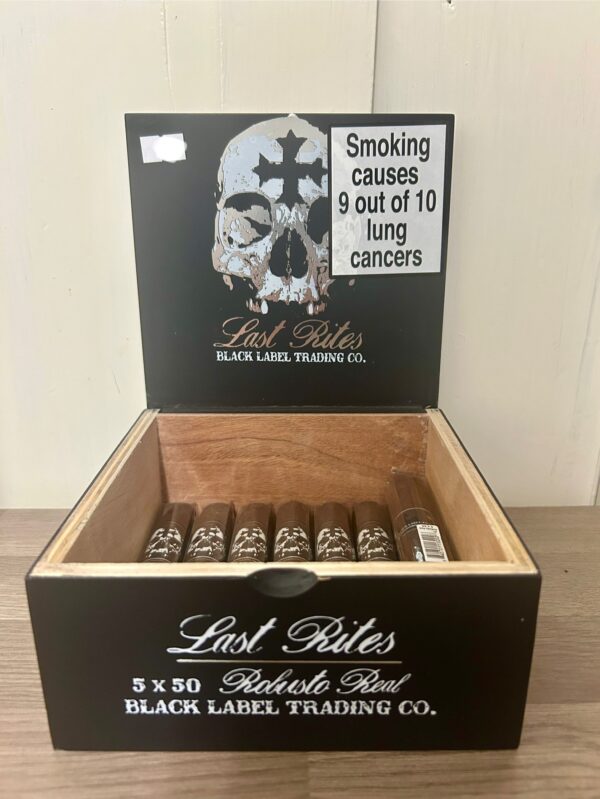 Smoking
causes
9 out of 10
lung
cancers
Last Rites
BLACK LABEL TRADING CO.
Last Rites
5 x 50 Robusto Real
BLACK LABEL TRADING CO.